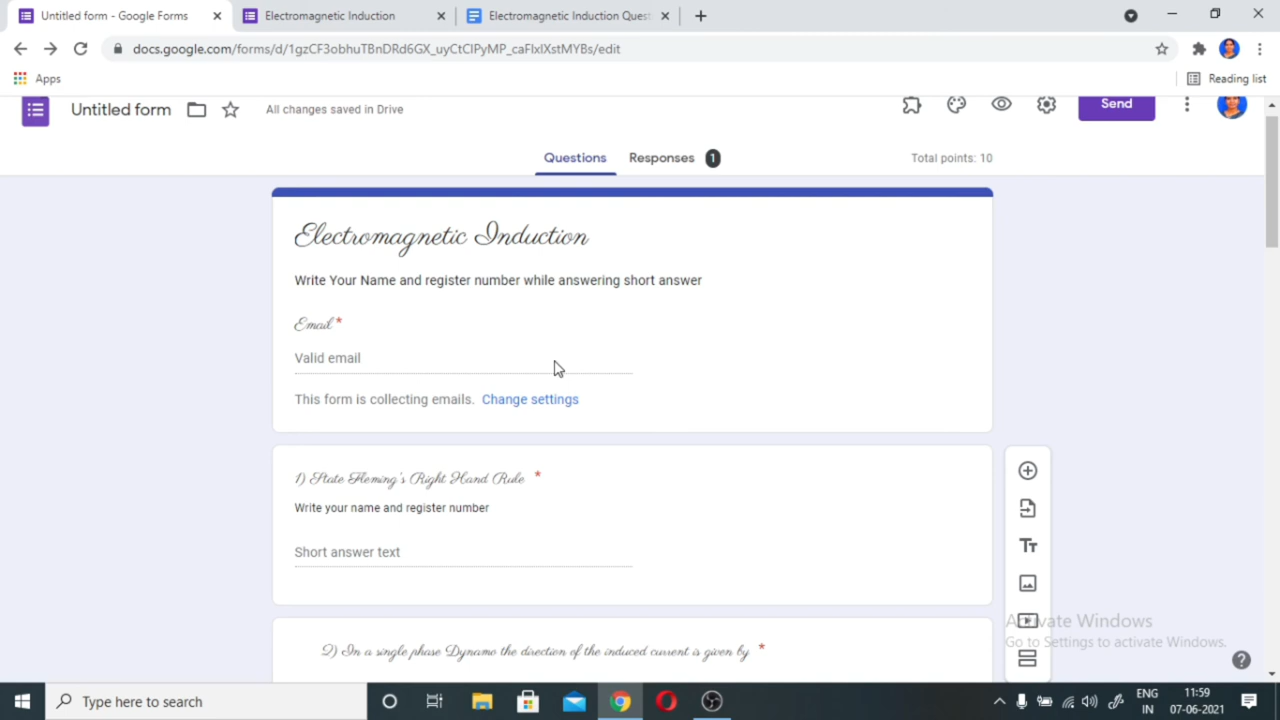 Untitled form - Google Forms
Electromagnetic Induction
Electromagnetic Induction Quest
docs.google.com/forms/d/1gzCF3obhuTBnDRd6GX_uyCtClPyMP_caFlxlXstMYBs/edit
Apps
Reading list
Untitled form
All changes saved in Drive
Send
Questions
Responses 1
Total points: 10
Electromagnetic Induction
Write Your Name and register number while answering short answer
Email *
Valid email
This form is collecting emails. Change settings
1) State Fleming's Right Hand Rule *
Write your name and register number
Short answer text
Activate Windows
Go to Settings to activate Windows.
2) In a single phase Dynamo the direction of the induced current is given by *
Type here to search
ENG
IN
11:59
07-06-2021